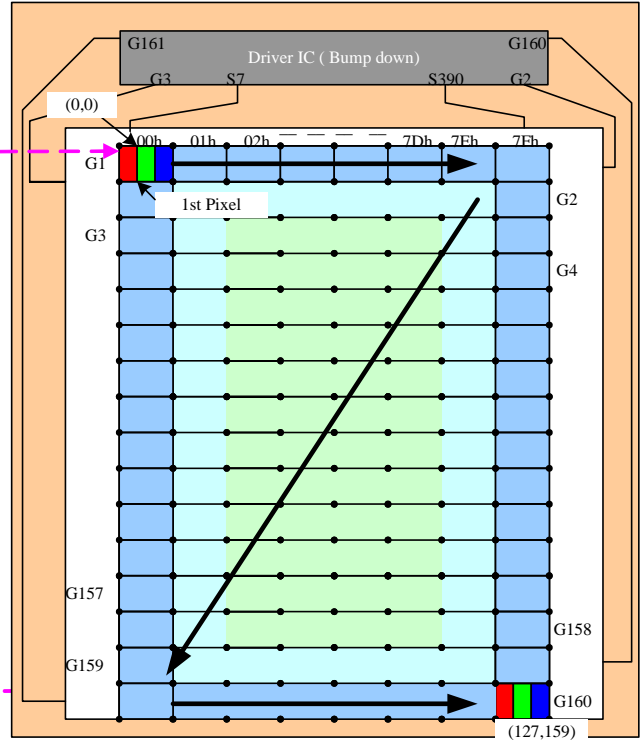 G161
G160
Driver IC ( Bump down)
G3
S7
S390
G2
(0,0)
00h
01h
02h
7Dh
7Eh
7Fh
G1
1st Pixel
G2
G3
G4
G157
G158
G159
G160
(127,159)